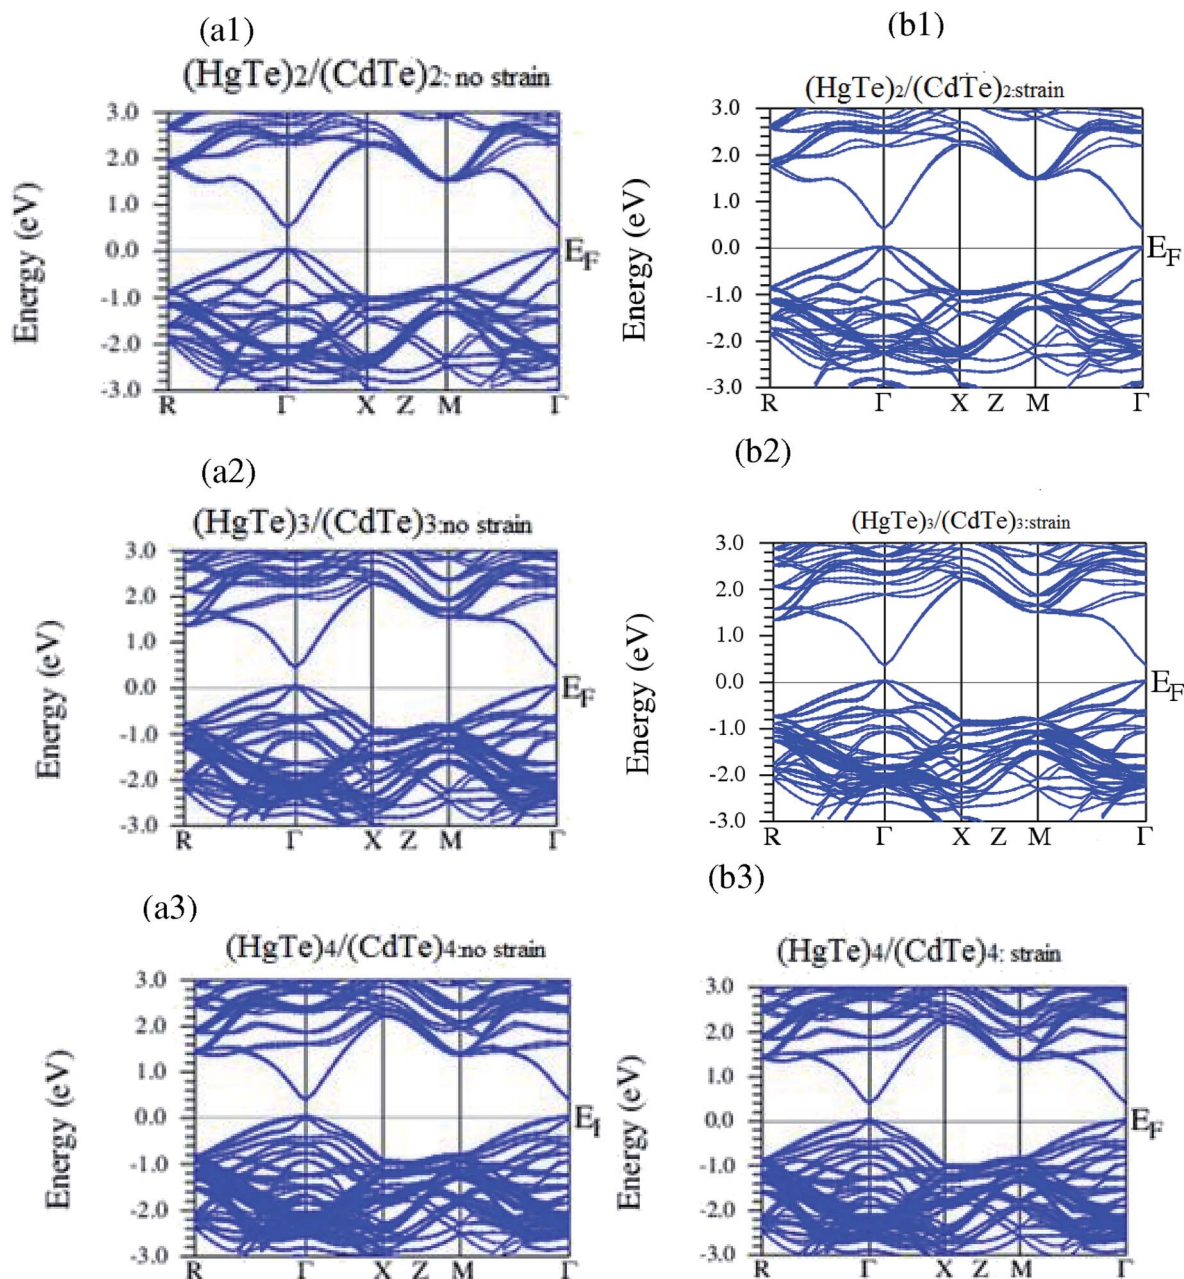 (a1)
(HgTe)2/(CdTe)2: no strain
3.0
2.0
1.0
0.0
-1.0
-2.0
-3.0
Energy (eV)
EF
R Γ X Z M Γ
(b1)
(HgTe)2/(CdTe)2:strain
3.0
2.0
1.0
0.0
-1.0
-2.0
-3.0
Energy (eV)
EF
R Γ X Z M Γ
(a2)
(HgTe)3/(CdTe)3:no strain
3.0
2.0
1.0
0.0
-1.0
-2.0
-3.0
Energy (eV)
EF
R Γ X Z M Γ
(b2)
(HgTe)3/(CdTe)3:strain
3.0
2.0
1.0
0.0
-1.0
-2.0
-3.0
Energy (eV)
EF
R Γ X Z M Γ
(a3)
(HgTe)4/(CdTe)4:no strain
3.0
2.0
1.0
0.0
-1.0
-2.0
-3.0
Energy (eV)
E
R Γ X Z M Γ
(b3)
(HgTe)4/(CdTe)4: strain
3.0
2.0
1.0
0.0
-1.0
-2.0
-3.0
Energy (eV)
EF
R Γ X Z M Γ